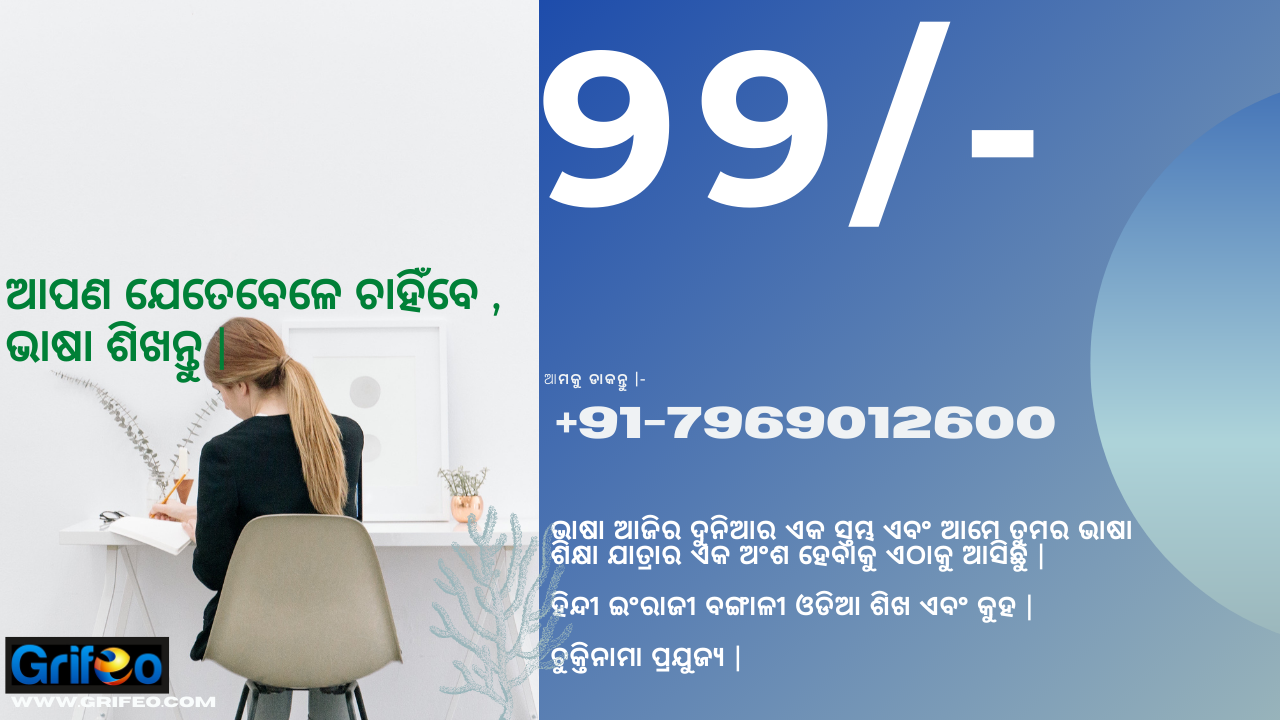 99/-
ଆପଣ ଯେତେବେଳେ ଚାହିଁବେ ,
ଭାଷା ଶିଖନ୍ତୁ |
ଆମକୁ ଡାକନ୍ତୁ |-
+91-7969012600
ଭାଷା ଆଜିର ଦୁନିଆର ଏକ ସ୍ତମ୍ଭ ଏବଂ ଆମେ ତୁମର ଭାଷା
ଶିକ୍ଷା ଯାତ୍ରାର ଏକ ଅଂଶ ହେବାକୁ ଏଠାକୁ ଆସିଛୁ |
ହିନ୍ଦୀ ଇଂରାଜୀ ବଙ୍ଗାଳୀ ଓଡିଆ ଶିଖ ଏବଂ କୁହ |
ଚୁକ୍ତିନାମା ପ୍ରଯୁଜ୍ୟ |
Grifeo
WWW.GRIFEO.COM